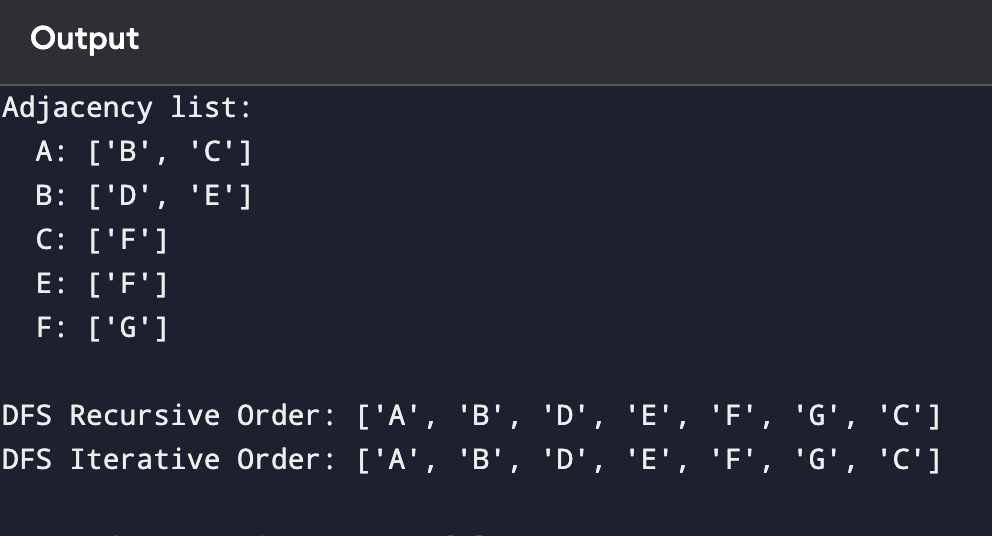 Output
Adjacency list:
  A: ['B', 'C']
  B: ['D', 'E']
  C: ['F']
  E: ['F']
  F: ['G']
DFS Recursive Order: ['A', 'B', 'D', 'E', 'F', 'G', 'C']
DFS Iterative Order: ['A', 'B', 'D', 'E', 'F', 'G', 'C']